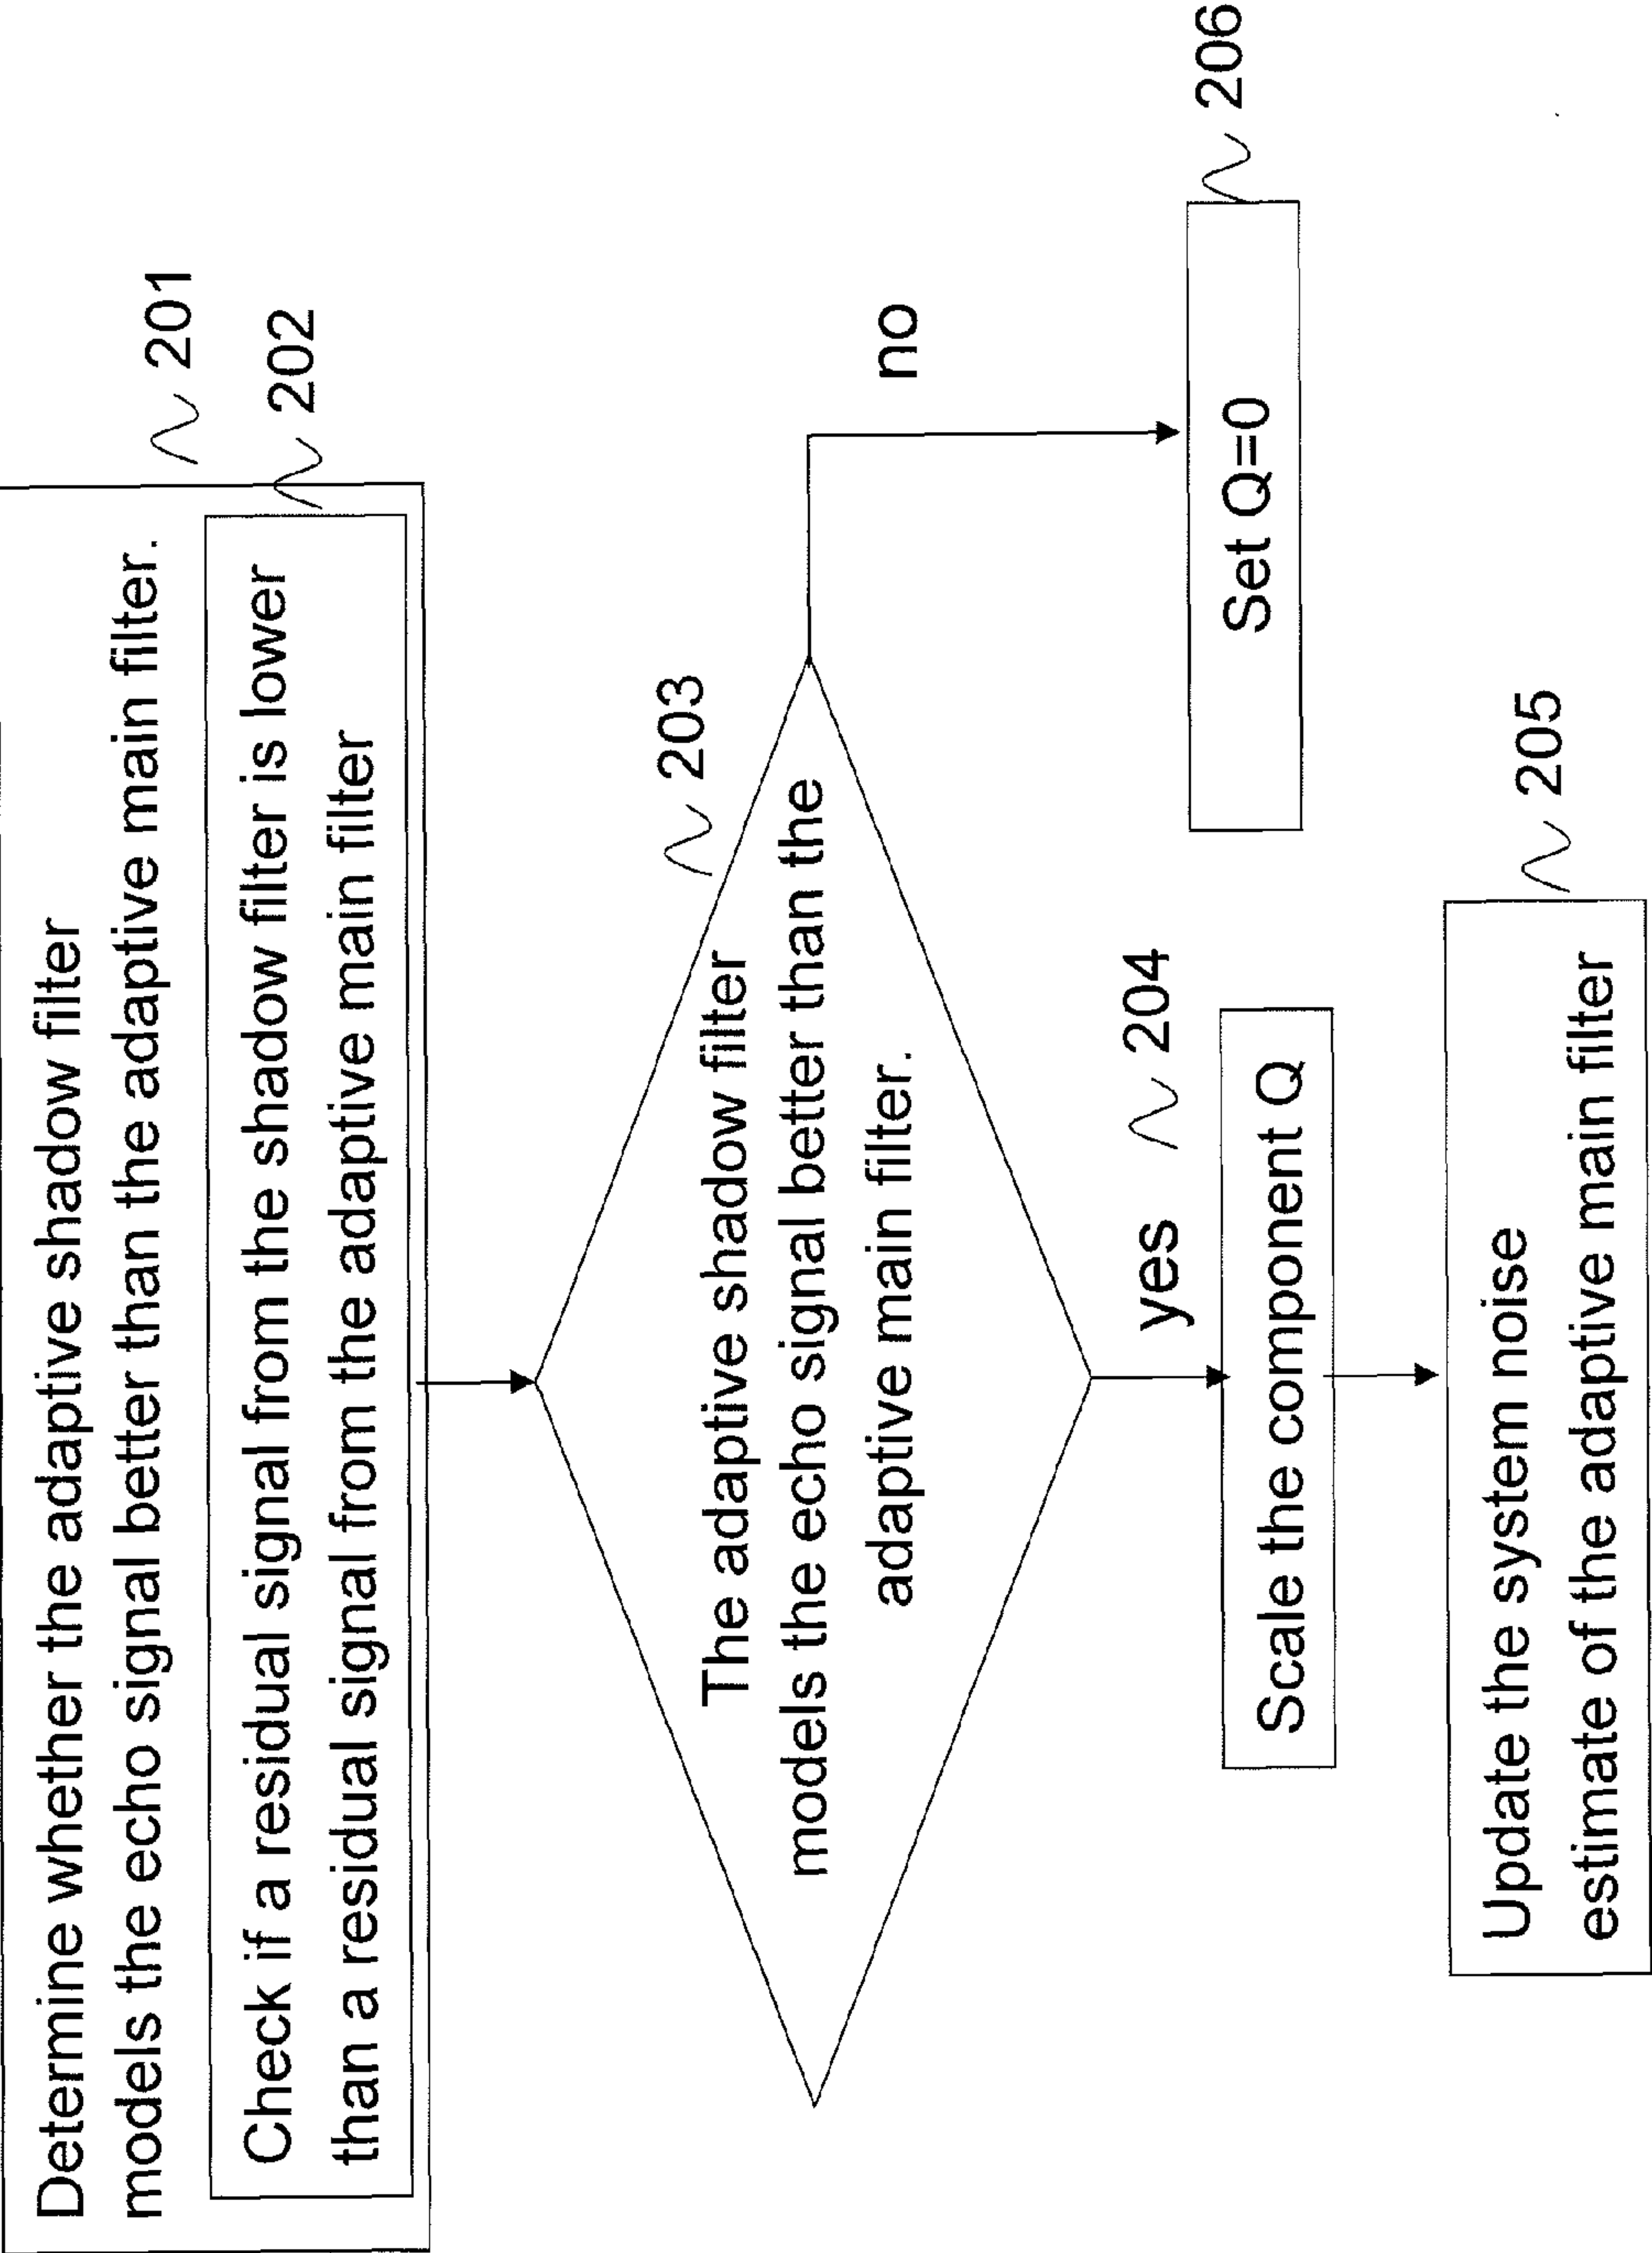 Determine whether the adaptive shadow filter
models the echo signal better than the adaptive main filter.
201
Check if a residual signal from the shadow filter is lower
than a residual signal from the adaptive main filter
202
The adaptive shadow filter
models the echo signal better than the
adaptive main filter.
203
no
yes
204
Scale the component Q
Set Q=0
206
Update the system noise
estimate of the adaptive main filter
205